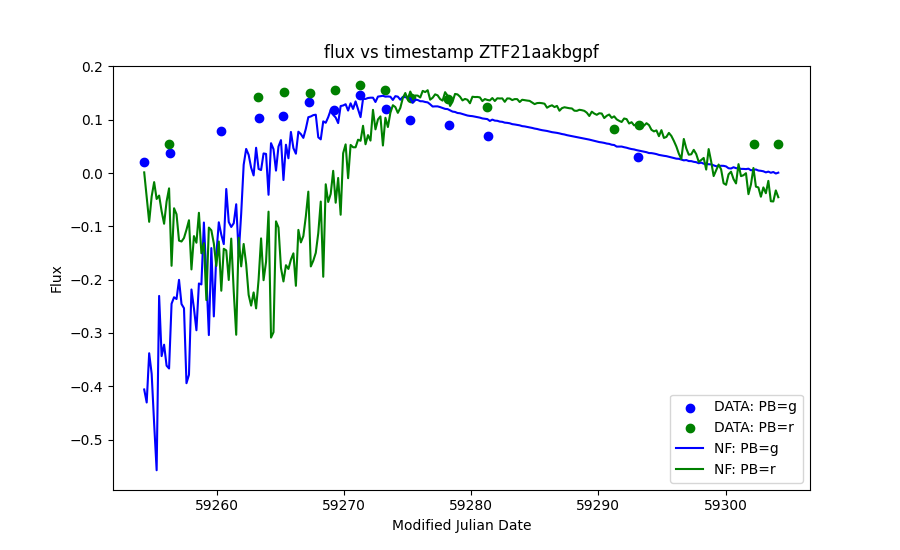 flux vs timestamp ZTF21aakbgpf
0.2
0.1
0.0
−0.1
−0.2
−0.3
−0.4
−0.5
Flux
59260
59270
59280
59290
59300
Modified Julian Date
DATA: PB=g
DATA: PB=r
NF: PB=g
NF: PB=r